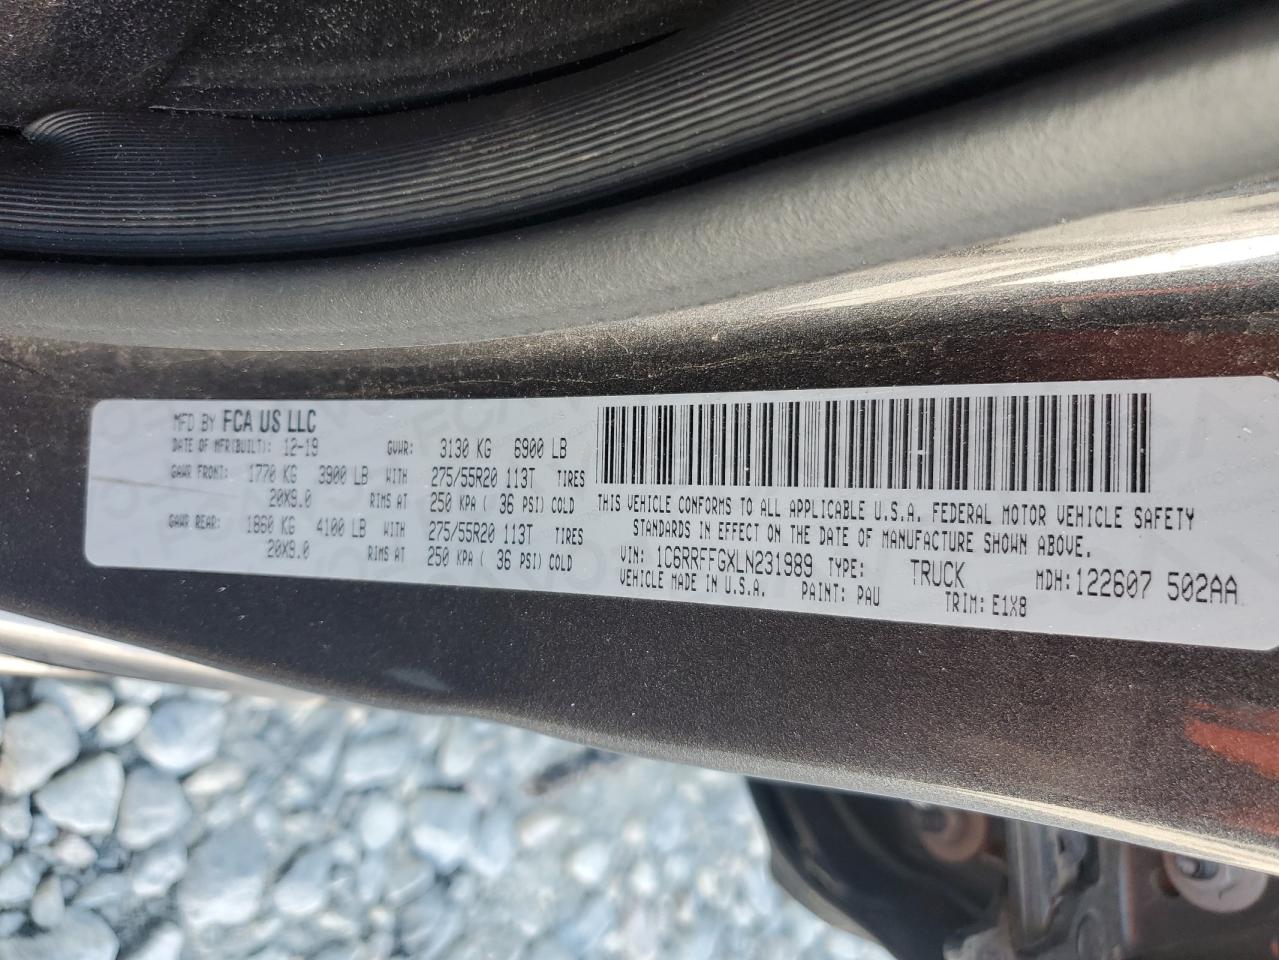 MFD BY FCA US LLC
DATE OF MFR(BUILT): 12-19 GVWR: 3130 KG 6900 LB
GAWR FRONT: 1770 KG 3900 LB WITH 275/55R20 113T TIRES
20X9.0 RIMS AT 250 KPA ( 36 PSI) COLD
GAWR REAR: 1860 KG 4100 LB WITH 275/55R20 113T TIRES
20X9.0 RIMS AT 250 KPA ( 36 PSI) COLD
THIS VEHICLE CONFORMS TO ALL APPLICABLE U.S.A. FEDERAL MOTOR VEHICLE SAFETY
STANDARDS IN EFFECT ON THE DATE OF MANUFACTURE SHOWN ABOVE.
VIN: 1C6RRFFGXLN231989 TYPE: TRUCK MDH:122607 502AA
VEHICLE MADE IN U.S.A. PAINT: PAU TRIM: E1X8